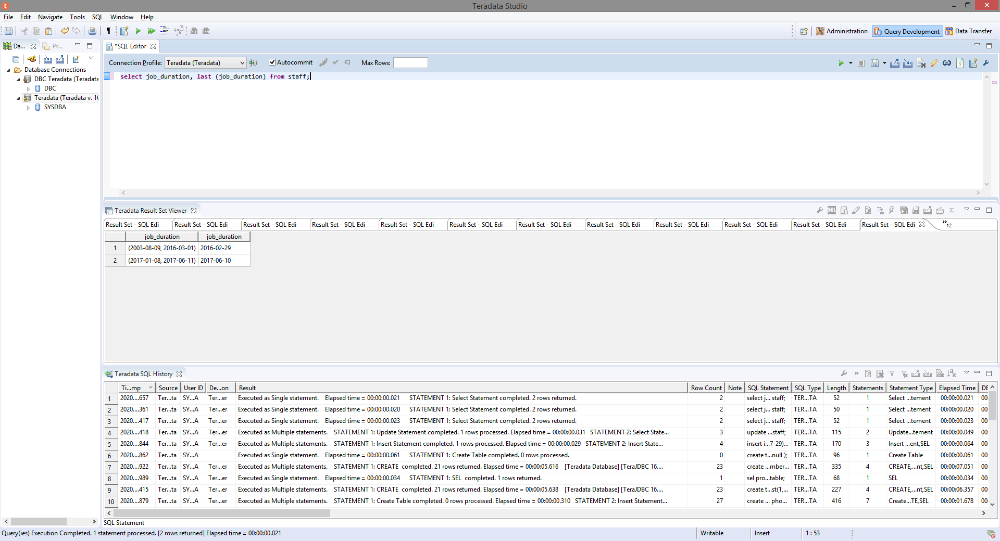 Teradata Studio
File Edit Navigate Tools SQL Window Help
Administration Query Development Data Transfer
Da... Pr...
*SQL Editor
Connection Profile: Teradata (Teradata) Autocommit Max Rows:
Database Connections
DBC Teradata (Teradata
DBC
Teradata (Teradata v. 16
SYSDBA
select job_duration, last (job_duration) from staff;
Teradata Result Set Viewer
Result Set - SQL Edi Result Set - SQL Edi Result Set - SQL Edi Result Set - SQL Edi Result Set - SQL Edi Result Set - SQL Edi Result Set - SQL Edi Result Set - SQL Edi Result Set - SQL Edi Result Set - SQL Edi Result Set - SQL Edi Result Set - SQL Edi »12
job_duration job_duration
1 (2003-08-09, 2016-03-01) 2016-02-29
2 (2017-01-08, 2017-06-11) 2017-06-10
Teradata SQL History
Ti...mp Source User ID De...on Result Row Count Note SQL Statement SQL Type Length Statements Statement Type Elapsed Time DE
1 2020....657 Ter...ta SY...A Ter...er Executed as Single statement. Elapsed time = 00:00:00.021 STATEMENT 1: Select Statement completed. 2 rows returned. 2 select j... staff; TER...TA 52 1 Select ...tement 00:00:00.021 00:
2 2020....361 Ter...ta SY...A Ter...er Executed as Single statement. Elapsed time = 00:00:00.020 STATEMENT 1: Select Statement completed. 2 rows returned. 2 select j... staff; TER...TA 50 1 Select ...tement 00:00:00.020 00:
3 2020....417 Ter...ta SY...A Ter...er Executed as Single statement. Elapsed time = 00:00:00.023 STATEMENT 1: Select Statement completed. 2 rows returned. 2 select j... staff; TER...TA 52 1 Select ...tement 00:00:00.023 00:
4 2020....418 Ter...ta SY...A Ter...er Executed as Multiple statements. STATEMENT 1: Update Statement completed. 1 rows processed. Elapsed time = 00:00:00.031 STATEMENT 2: Select State... 3 update ...staff; TER...TA 115 2 Update...tement 00:00:00.049 00:
5 2020....844 Ter...ta SY...A Ter...er Executed as Multiple statements. STATEMENT 1: Insert Statement completed. 1 rows processed. Elapsed time = 00:00:00.029 STATEMENT 2: Insert State... 4 insert i...7-29)... TER...TA 170 3 Insert ...ent,SEL 00:00:00.064 00:
6 2020....862 Ter...ta SY...A Executed as Single statement. Elapsed time = 00:00:00.061 STATEMENT 1: Create Table completed. 0 rows processed. 0 create t...null ); TER...TA 96 1 Create Table 00:00:00.061 00:
7 2020....922 Ter...ta SY...A Ter...er Executed as Multiple statements. STATEMENT 1: CREATE completed. 21 rows returned. Elapsed time = 00:00:05.616 [Teradata Database] [TeraJDBC 16.... 23 create ...mber... TER...TA 335 4 CREATE,...nt,SEL 00:00:07.051 00:
8 2020....989 Ter...ta SY...A Ter...er Executed as Single statement. Elapsed time = 00:00:00.034 STATEMENT 1: SEL completed. 1 rows returned. 1 sel pro...table; TER...TA 68 1 SEL 00:00:00.034 00:
9 2020....415 Ter...ta SY...A Ter...er Executed as Multiple statements. STATEMENT 1: CREATE completed. 21 rows returned. Elapsed time = 00:00:05.638 [Teradata Database] [TeraJDBC 16.... 23 create t...st(1,... TER...TA 227 4 CREATE,...nt,SEL 00:00:06.357 00:
10 2020....879 Ter...ta SY...A Ter...er Executed as Multiple statements. STATEMENT 1: Create Table completed. 0 rows processed. Elapsed time = 00:00:00.310 STATEMENT 2: Insert Statement... 27 create ... pho... TER...TA 416 7 Create...TE,SEL 00:00:01.678 00:
SQL Statement
Query(ies) Execution Completed. 1 statement processed. [2 rows returned] Elapsed time = 00:00:00.021 Writable Insert 1 : 53